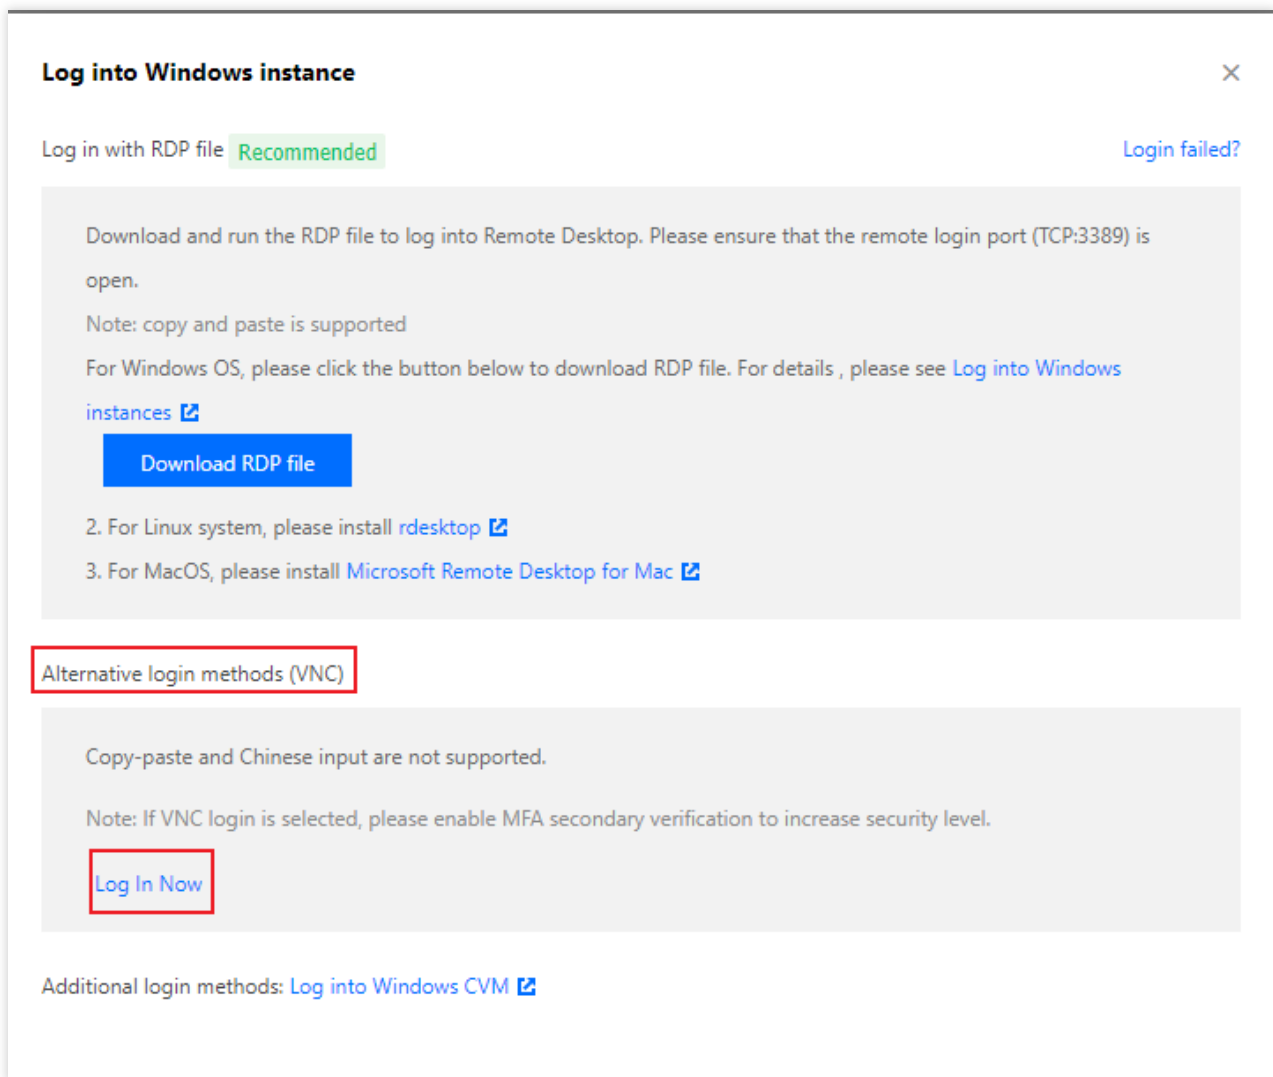 Log into Windows instance
Log in with RDP file Recommended
Login failed?
Download and run the RDP file to log into Remote Desktop. Please ensure that the remote login port (TCP:3389) is
open.
Note: copy and paste is supported
For Windows OS, please click the button below to download RDP file. For details , please see Log into Windows
instances
Download RDP file
2. For Linux system, please install rdesktop
3. For MacOS, please install Microsoft Remote Desktop for Mac
Alternative login methods (VNC)
Copy-paste and Chinese input are not supported.
Note: If VNC login is selected, please enable MFA secondary verification to increase security level.
Log In Now
Additional login methods: Log into Windows CVM